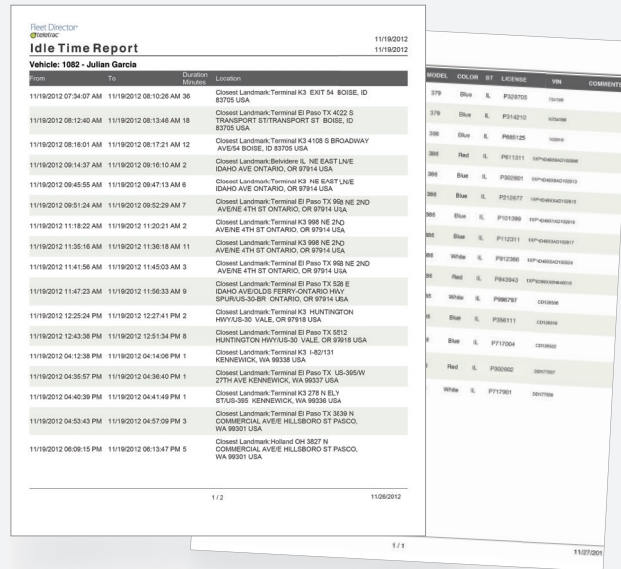 Fleet Director
teletrac
Idle Time Report
11/19/2012
11/19/2012
Vehicle: 1082 - Julian Garcia
From To Duration Minutes Location
11/19/2012 07:34:07 AM 11/19/2012 08:10:26 AM 36 Closest Landmark:Terminal K3 EXIT 54 BOISE, ID
83705 USA
11/19/2012 08:12:40 AM 11/19/2012 08:13:46 AM 18 Closest Landmark:Terminal El Paso TX 4022 S
TRANSPORT ST/TRANSPORT ST BOISE, ID
83705 USA
11/19/2012 08:16:01 AM 11/19/2012 08:17:21 AM 12 Closest Landmark:Terminal K3 4108 S BROADWAY
AVE/54 BOISE, ID 83705 USA
11/19/2012 09:14:37 AM 11/19/2012 09:16:10 AM 2 Closest Landmark:Belvidere IL NE EAST LN/E
IDAHO AVE ONTARIO, OR 97914 USA
11/19/2012 09:45:55 AM 11/19/2012 09:47:13 AM 6 Closest Landmark:Terminal K3 NE EAST LN/E
IDAHO AVE ONTARIO, OR 97914 USA
11/19/2012 09:51:24 AM 11/19/2012 09:52:29 AM 7 Closest Landmark:Terminal El Paso TX 998 NE 2ND
AVE/NE 4TH ST ONTARIO, OR 97914 USA
11/19/2012 11:18:22 AM 11/19/2012 11:20:21 AM 2 Closest Landmark:Terminal K3 998 NE 2ND
AVE/NE 4TH ST ONTARIO, OR 97914 USA
11/19/2012 11:35:16 AM 11/19/2012 11:36:18 AM 11 Closest Landmark:Terminal K3 998 NE 2ND
AVE/NE 4TH ST ONTARIO, OR 97914 USA
11/19/2012 11:41:56 AM 11/19/2012 11:45:03 AM 3 Closest Landmark:Terminal El Paso TX 998 NE 2ND
AVE/NE 4TH ST ONTARIO, OR 97914 USA
11/19/2012 11:47:23 AM 11/19/2012 11:56:33 AM 9 Closest Landmark:Terminal El Paso TX 528 E
IDAHO AVE/OLDS FERRY-ONTARIO HWY
SPUR/US-30-BR ONTARIO, OR 97914 USA
11/19/2012 12:25:24 PM 11/19/2012 12:27:41 PM 2 Closest Landmark:Terminal K3 HUNTINGTON
HWY/US-30 VALE, OR 97918 USA
11/19/2012 12:43:38 PM 11/19/2012 12:51:34 PM 8 Closest Landmark:Terminal El Paso TX 5512
HUNTINGTON HWY/US-30 VALE, OR 97918 USA
11/19/2012 04:12:38 PM 11/19/2012 04:14:06 PM 1 Closest Landmark:Terminal K3 I-82/131
KENNEWICK, WA 99338 USA
11/19/2012 04:35:57 PM 11/19/2012 04:36:40 PM 1 Closest Landmark:Terminal El Paso TX US-395/W
27TH AVE KENNEWICK, WA 99337 USA
11/19/2012 04:40:39 PM 11/19/2012 04:41:49 PM 1 Closest Landmark:Terminal K3 278 N ELY
ST/US-395 KENNEWICK, WA 99336 USA
11/19/2012 04:53:43 PM 11/19/2012 04:57:09 PM 3 Closest Landmark:Terminal El Paso TX 3639 N
COMMERCIAL AVE/E HILLSBORO ST PASCO,
WA 99301 USA
11/19/2012 06:09:15 PM 11/19/2012 06:13:47 PM 5 Closest Landmark:Holland OH 3827 N
COMMERCIAL AVE/E HILLSBORO ST PASCO,
WA 99301 USA
1 / 2 11/26/2012
MODEL COLOR ST LICENSE VIN COMMENTS
379 Blue IL P328705
379 Blue IL P314210
386 Blue IL P685125
386 Red IL P611311
386 Blue IL P302801
386 Blue IL P212677
386 Blue IL P101399
Blue IL P112311
White IL P912366
Red IL P843943
White IL P996797 CD126506
Blue IL P356111
Blue IL P717004
Red IL P300902
White IL P717901
1 / 1